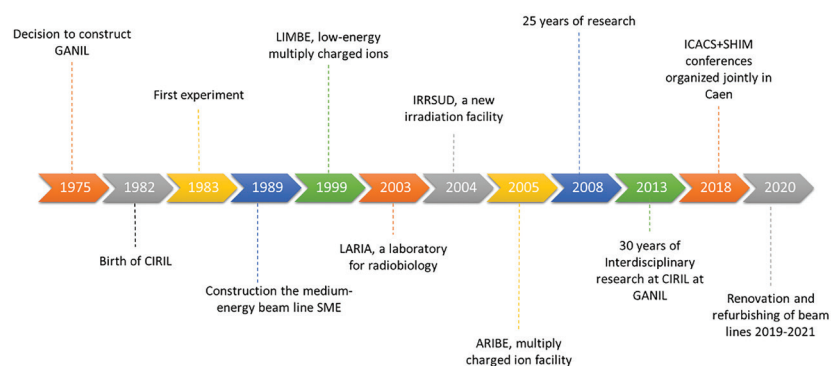 25 years of research
Decision to construct
GANIL
LIMBE, low-energy
multiply charged ions
ICACS+SHIM
conferences
organized jointly in
Caen
First experiment
IRRSUD, a new
irradiation facility
1975
1982
1983
1989
1999
2003
2004
2005
2008
2013
2018
2020
Birth of CIRIL
Construction the medium-
energy beam line SME
LARIA, a laboratory
for radiobiology
ARIBE, multiply
charged ion facility
30 years of
Interdisciplinary
research at CIRIL at
GANIL
Renovation and
refurbishing of beam
lines 2019-2021